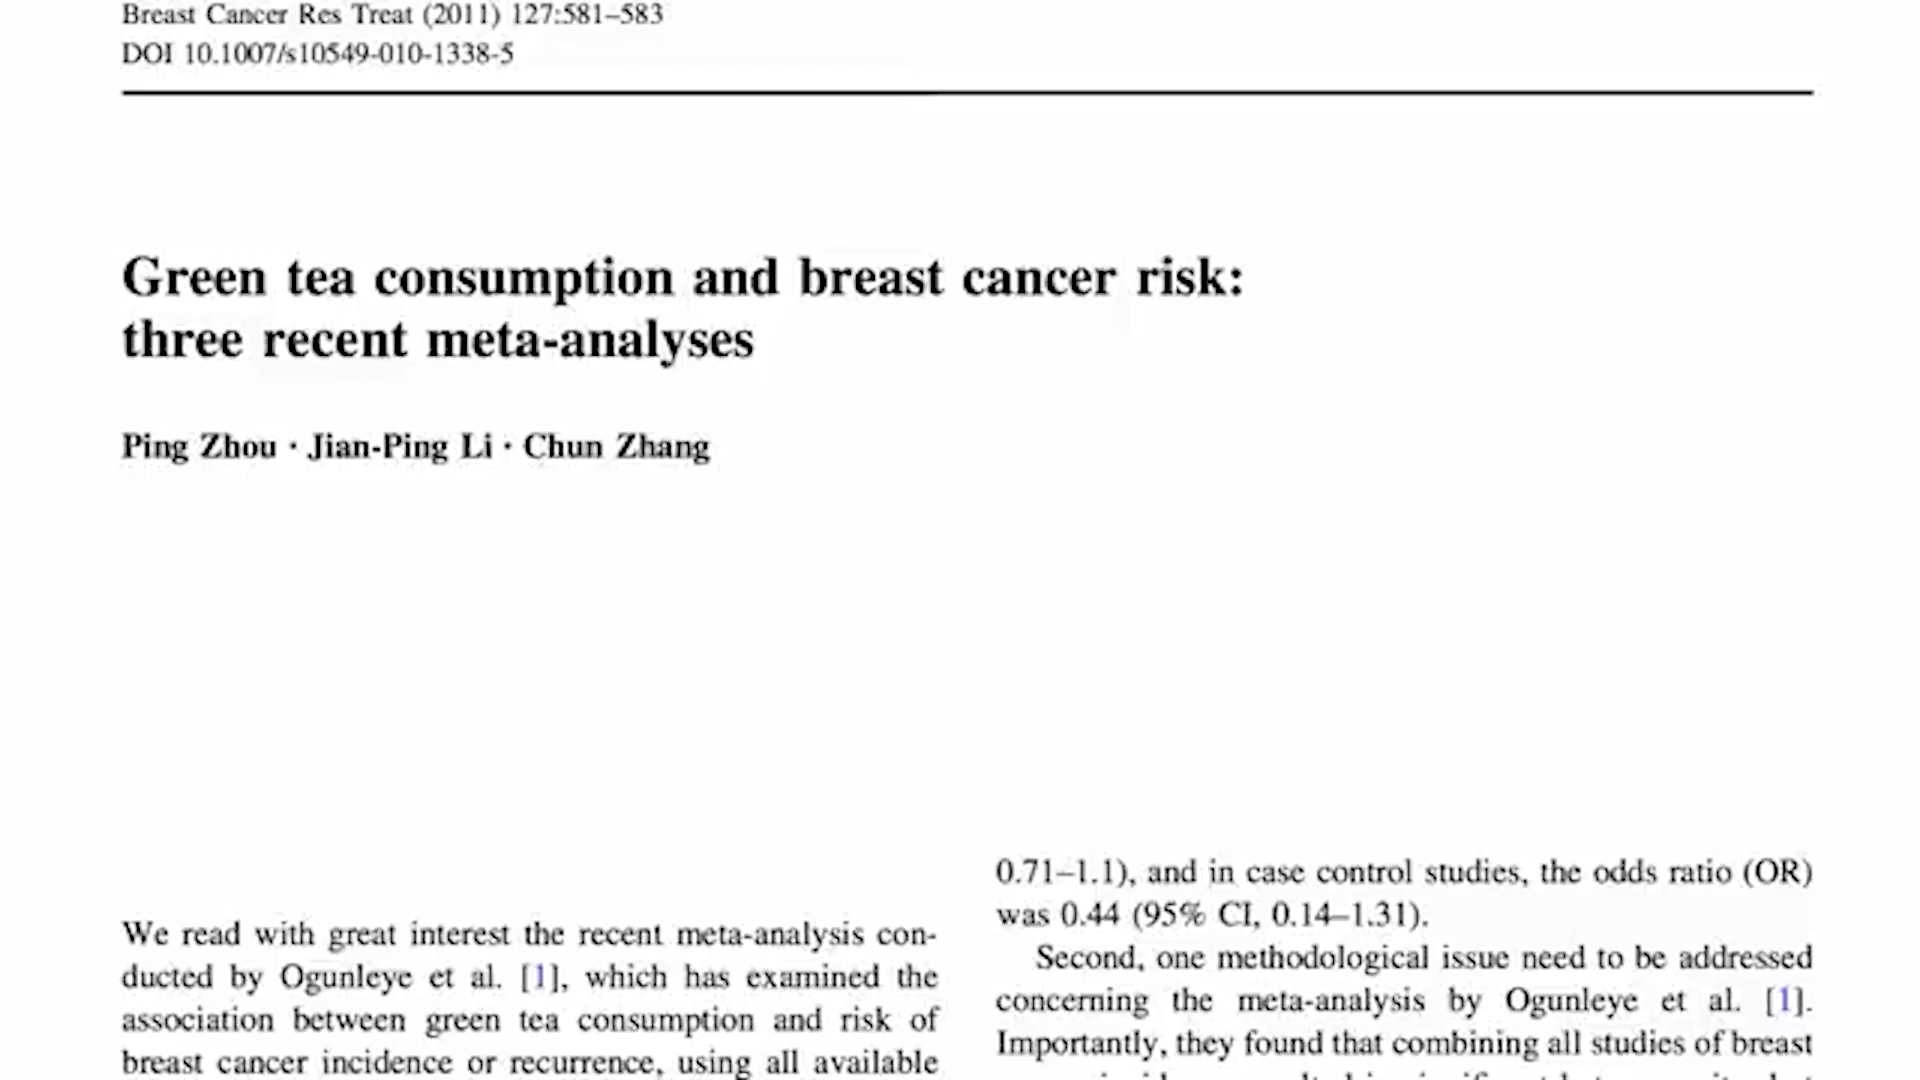 Breast Cancer Res Treat (2011) 127:581–583
DOI 10.1007/s10549-010-1338-5
Green tea consumption and breast cancer risk:
three recent meta-analyses
Ping Zhou · Jian-Ping Li · Chun Zhang
We read with great interest the recent meta-analysis con-
ducted by Ogunleye et al. [1], which has examined the
association between green tea consumption and risk of
breast cancer incidence or recurrence, using all available
0.71–1.1), and in case control studies, the odds ratio (OR)
was 0.44 (95% CI, 0.14–1.31).
Second, one methodological issue need to be addressed
concerning the meta-analysis by Ogunleye et al. [1].
Importantly, they found that combining all studies of breast